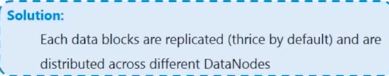 Solution:
Each data blocks are replicated (thrice by default) and are
distributed across different DataNodes